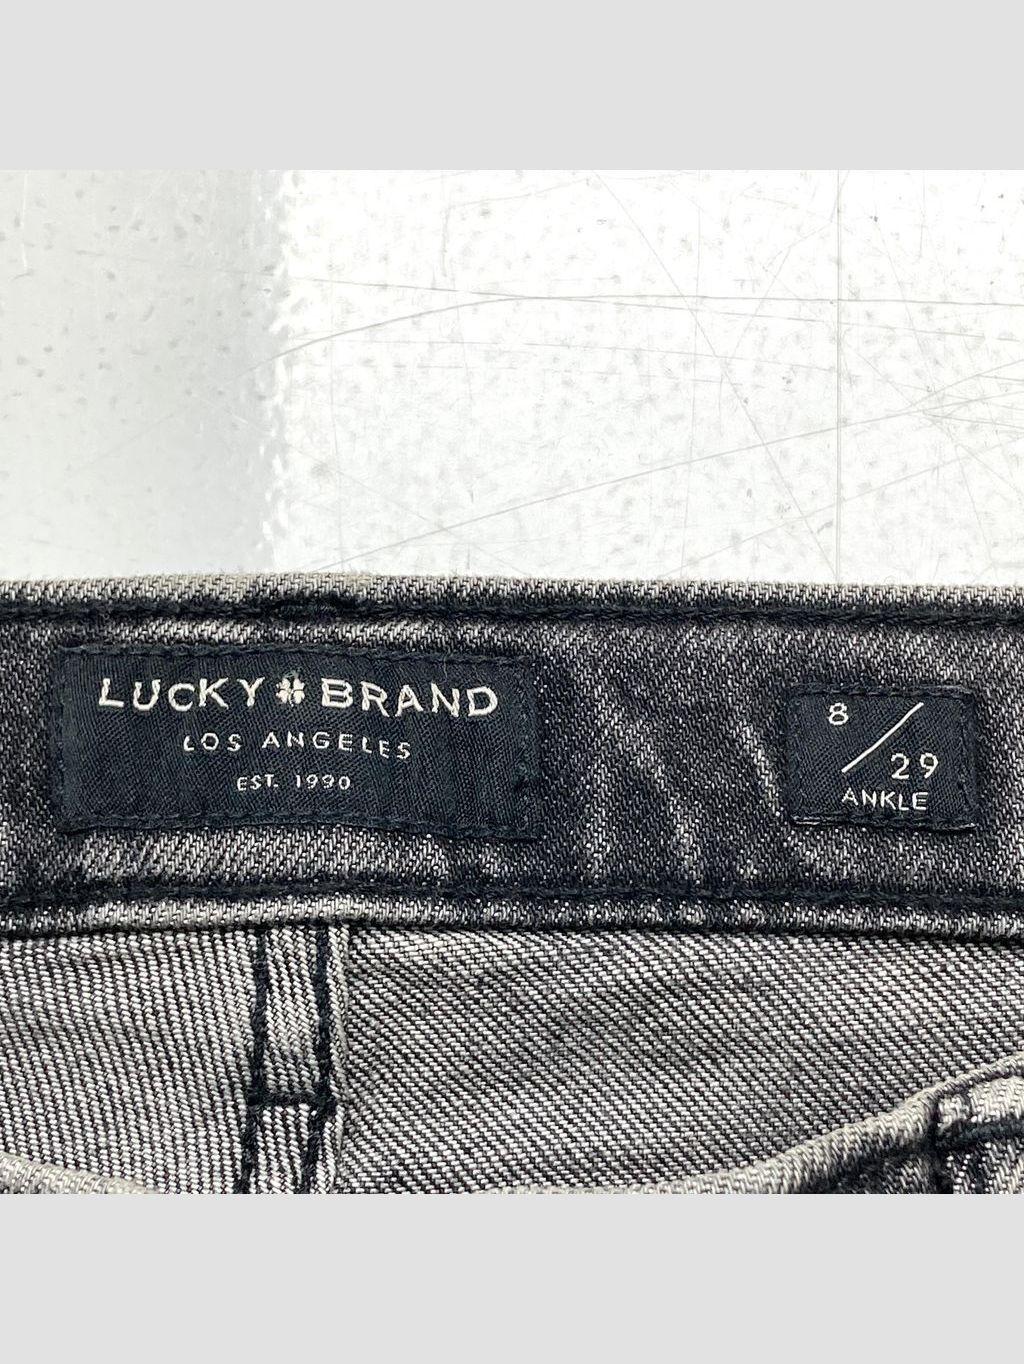 LUCKY BRAND
LOS ANGELES
EST. 1990
8/29
ANKLE